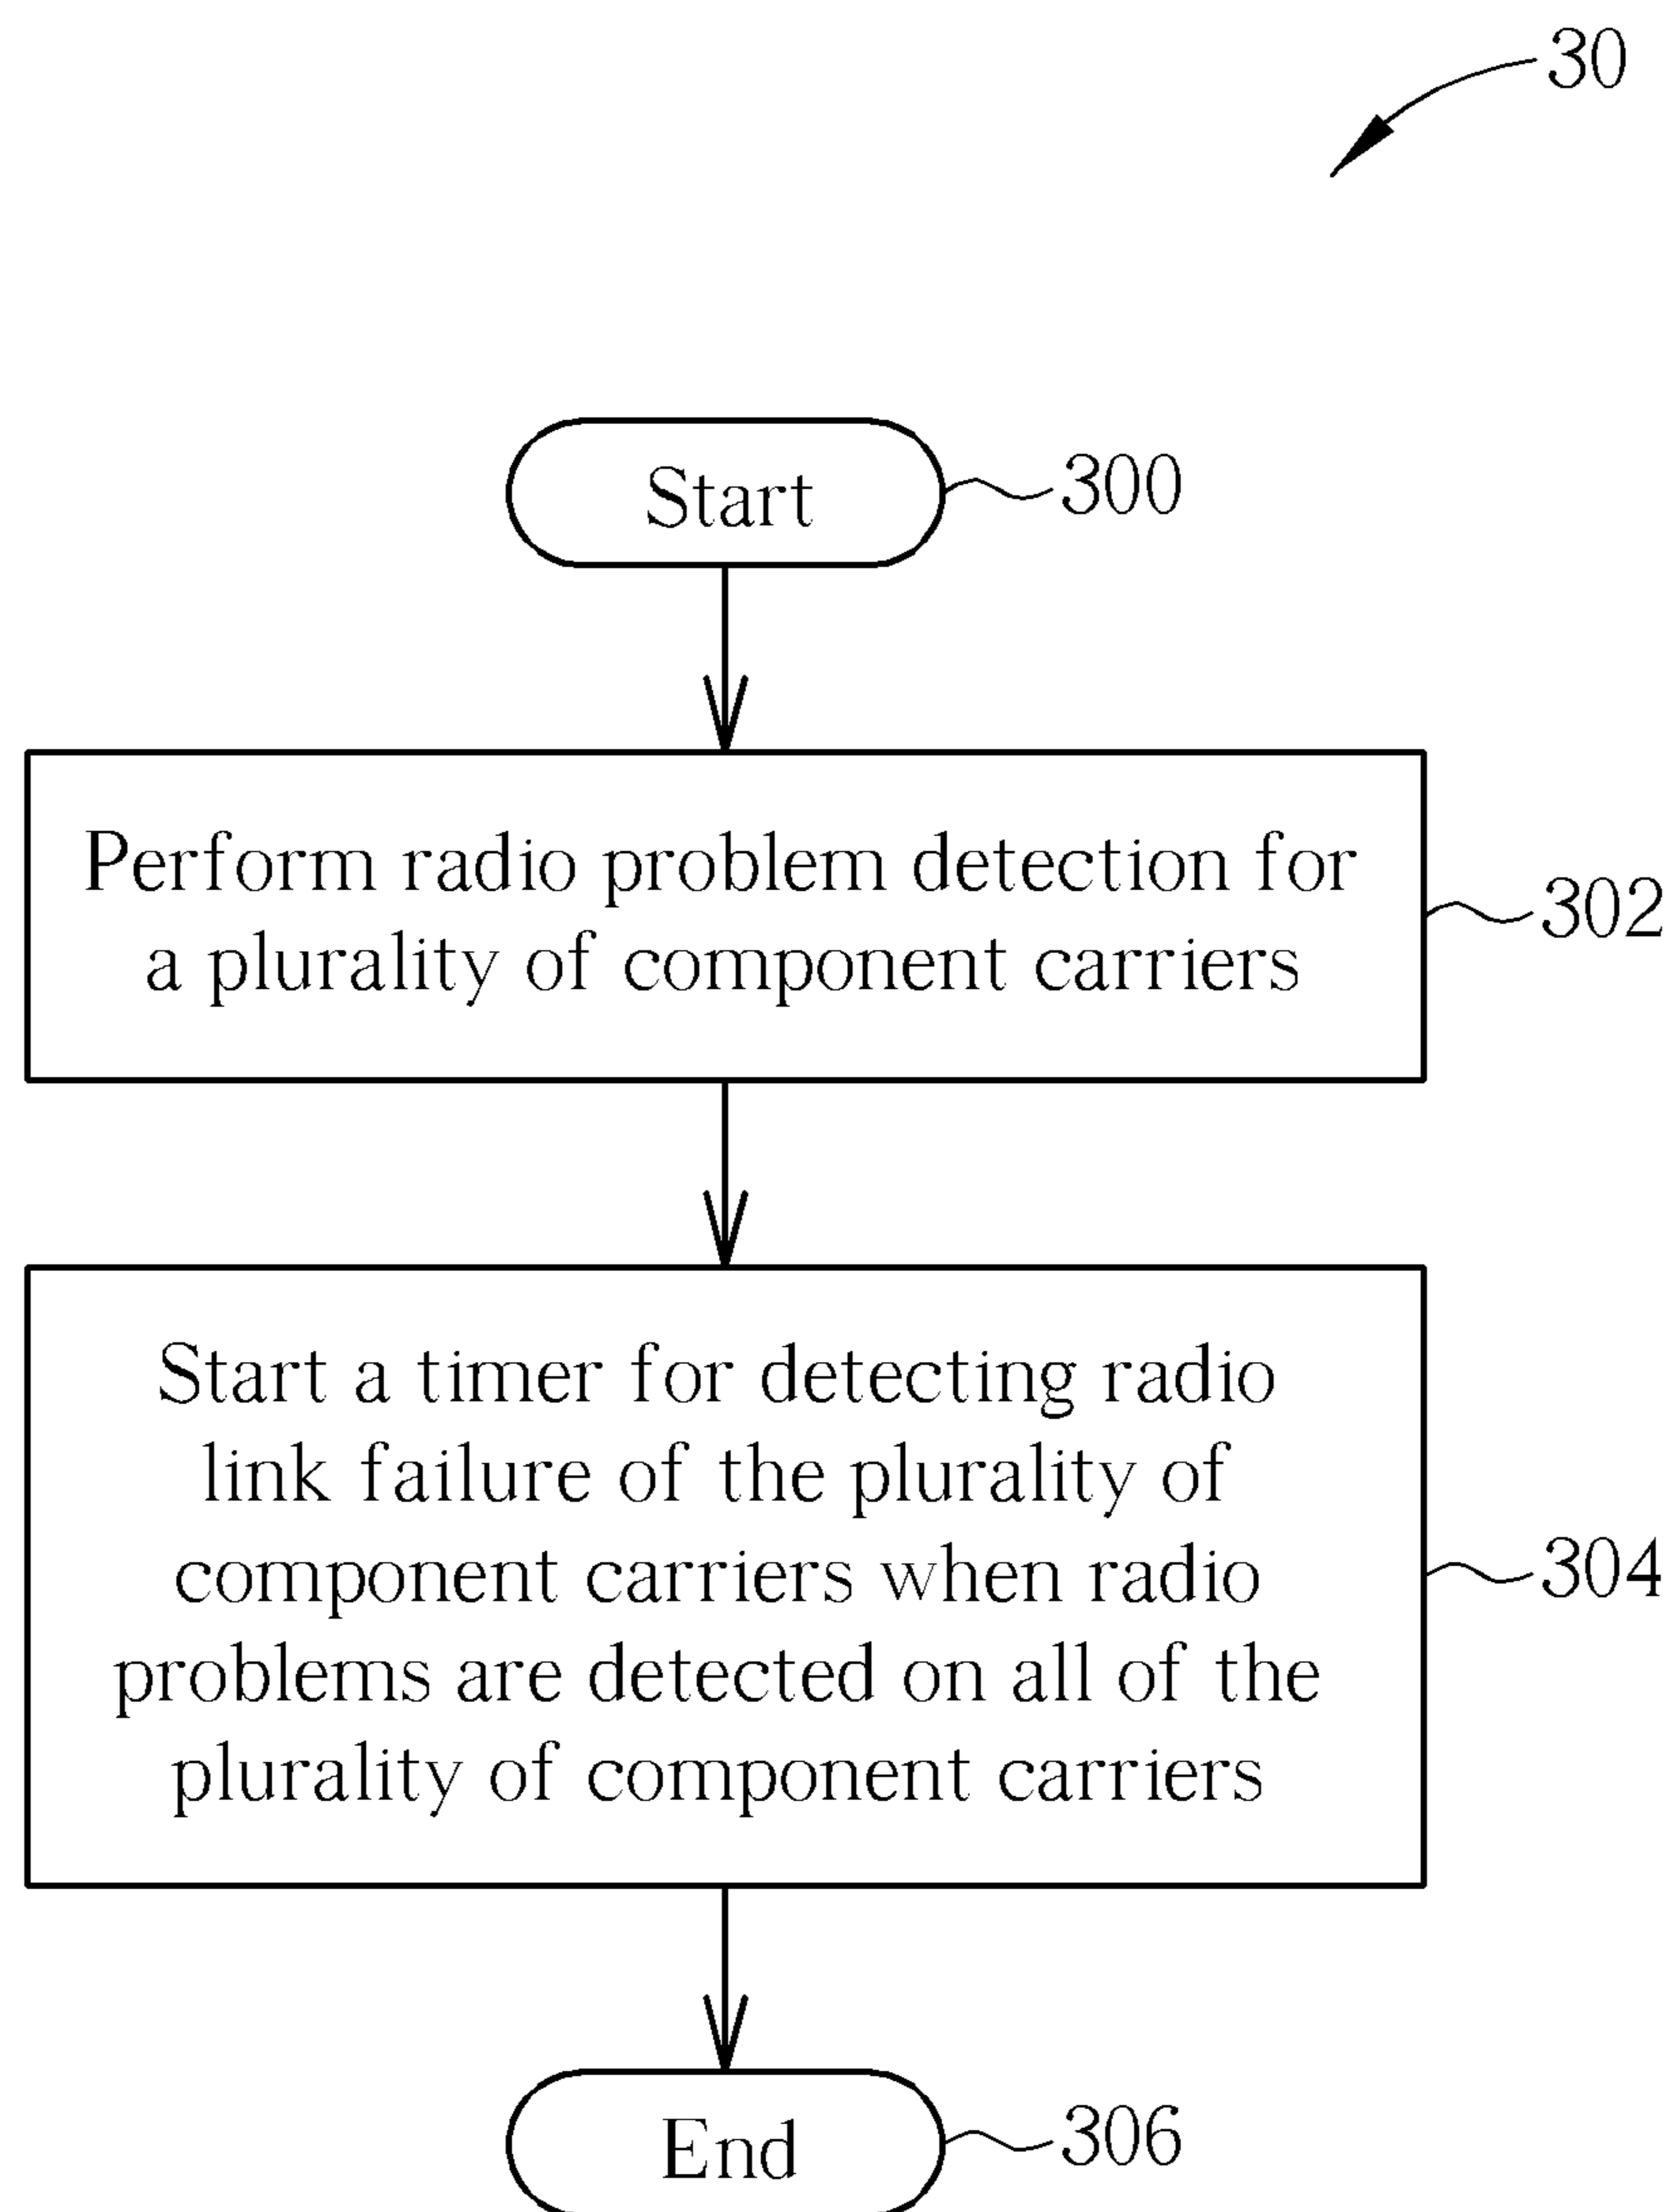 30
Start
300
Perform radio problem detection for
a plurality of component carriers
302
Start a timer for detecting radio
link failure of the plurality of
component carriers when radio
problems are detected on all of the
plurality of component carriers
304
End
306